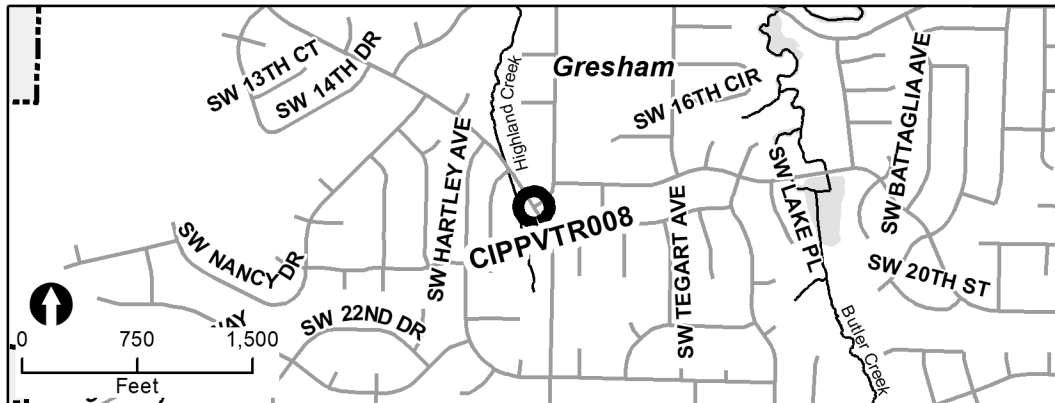 SW 13TH CT
SW 14TH DR
Highland Creek
Gresham
SW 16TH CIR
SW BATTAGLIA AVE
SW HARTLEY AVE
SW LAKE PL
CIPPVTR008
SW TEGART AVE
SW NANCY DR
SW 20TH ST
SW 22ND DR
Butler Creek
0 750 1,500
Feet